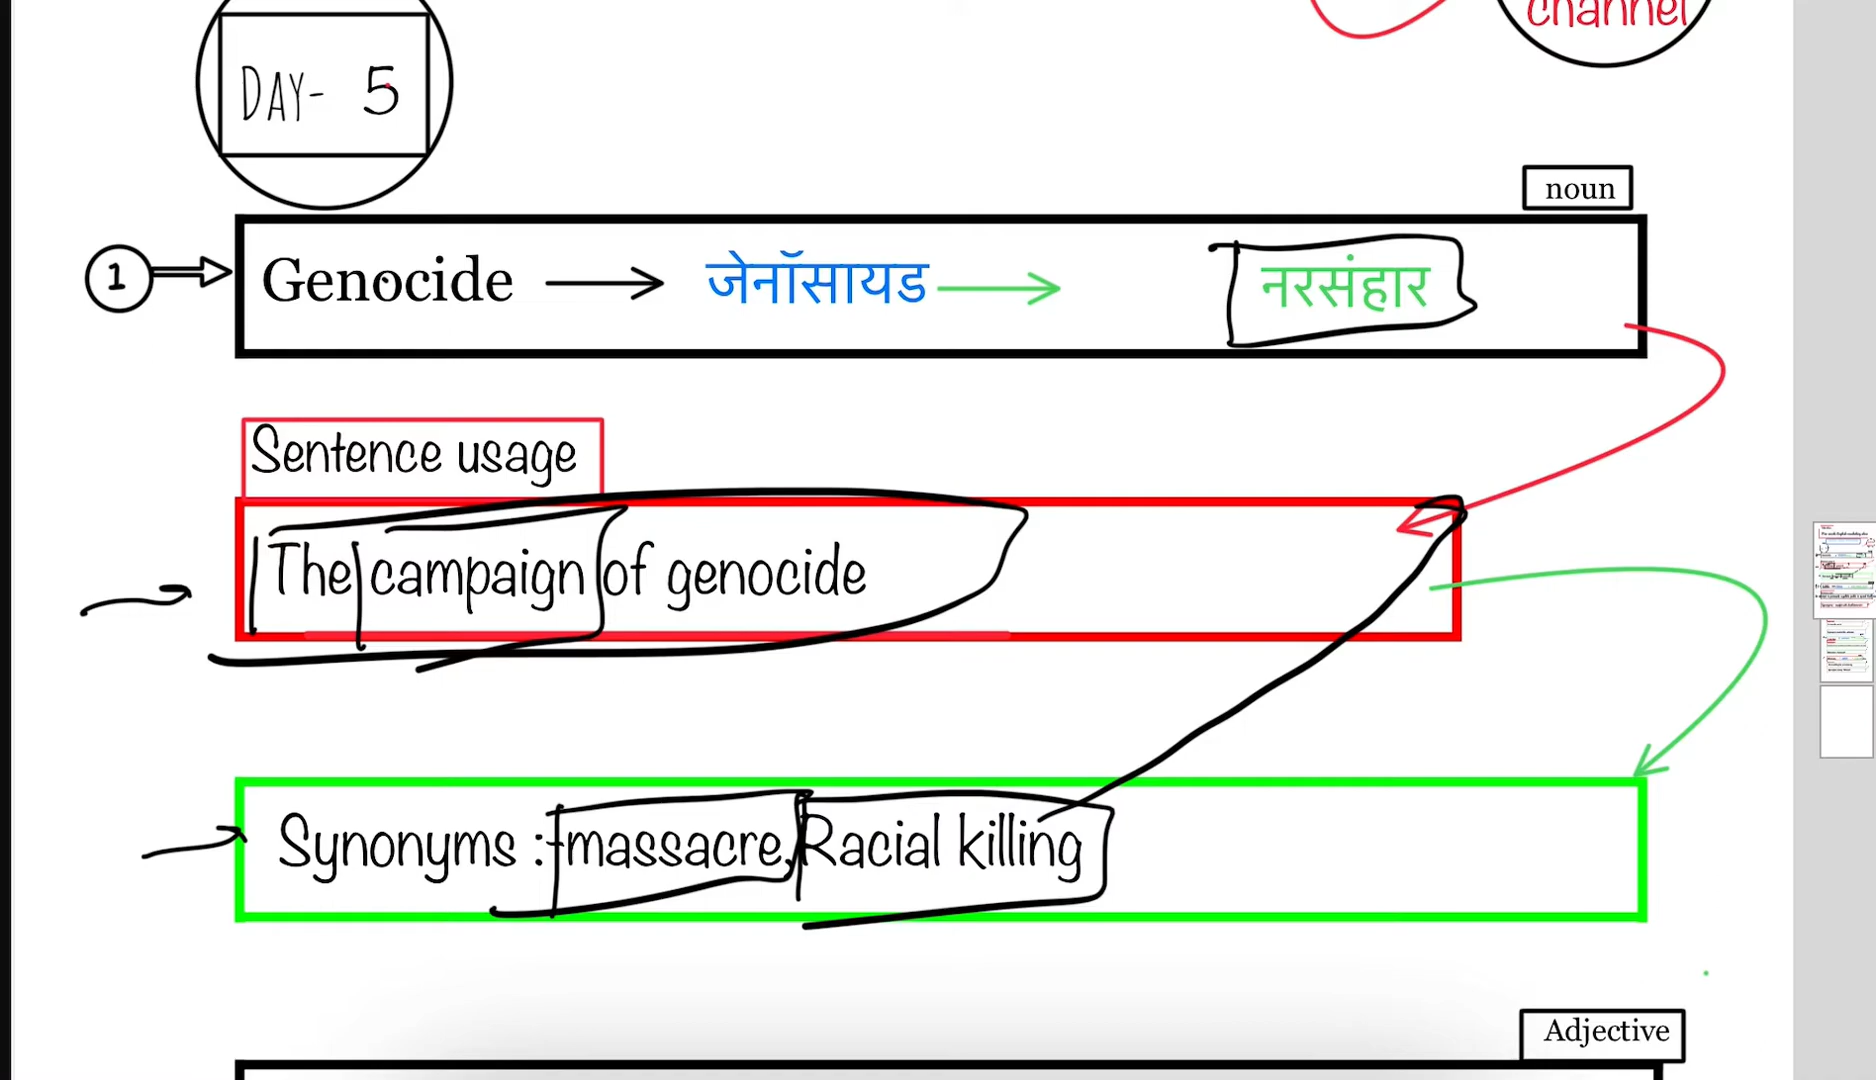 channel
DAY- 5
noun
1 Genocide जेनॉसायड नरसंहार
Sentence usage
The campaign of genocide
Synonyms :- massacre, Racial killing
Adjective